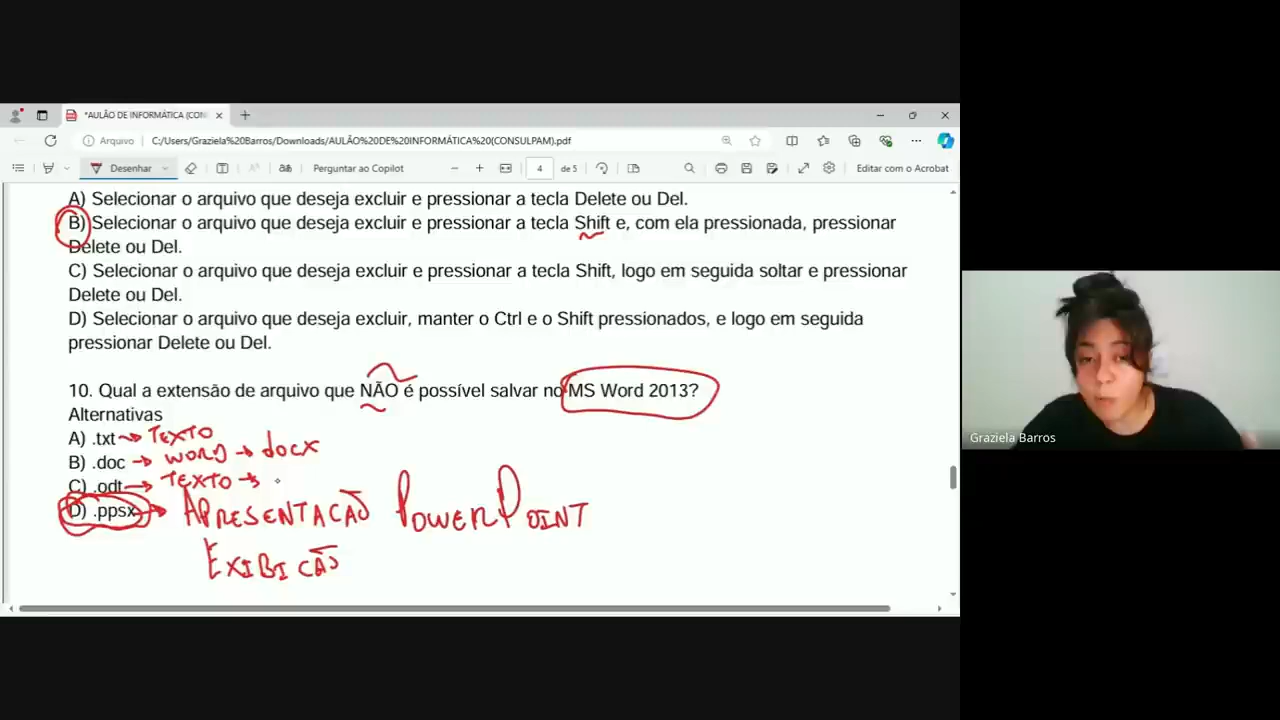 *AULÃO DE INFORMÁTICA (CON
Arquivo C:/Users/Graziela%20Barros/Downloads/AULÃO%20DE%20INFORMÁTICA%20(CONSULPAM).pdf
Desenhar Perguntar ao Copilot 4 de 5 Editar com o Acrobat
A) Selecionar o arquivo que deseja excluir e pressionar a tecla Delete ou Del.
B) Selecionar o arquivo que deseja excluir e pressionar a tecla Shift e, com ela pressionada, pressionar
Delete ou Del.
C) Selecionar o arquivo que deseja excluir e pressionar a tecla Shift, logo em seguida soltar e pressionar
Delete ou Del.
D) Selecionar o arquivo que deseja excluir, manter o Ctrl e o Shift pressionados, e logo em seguida
pressionar Delete ou Del.
10. Qual a extensão de arquivo que NÃO é possível salvar no MS Word 2013?
Alternativas
A) .txt → TEXTO
B) .doc → WORD → docx
C) .odt → TEXTO →
D) .ppsx → APRESENTAÇÃO POWERPOINT
EXIBIÇÃO
Graziela Barros